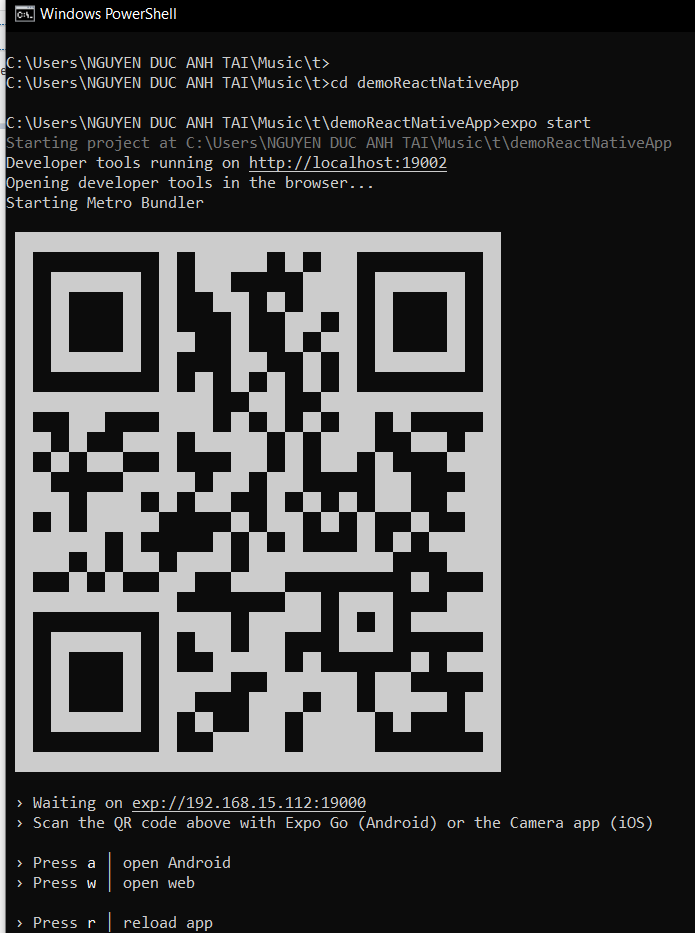 Windows PowerShell
C:\Users\NGUYEN DUC ANH TAI\Music\t>
C:\Users\NGUYEN DUC ANH TAI\Music\t>cd demoReactNativeApp
C:\Users\NGUYEN DUC ANH TAI\Music\t\demoReactNativeApp>expo start
Starting project at C:\Users\NGUYEN DUC ANH TAI\Music\t\demoReactNativeApp
Developer tools running on http://localhost:19002
Opening developer tools in the browser...
Starting Metro Bundler
› Waiting on exp://192.168.15.112:19000
› Scan the QR code above with Expo Go (Android) or the Camera app (iOS)
› Press a │ open Android
› Press w │ open web
› Press r │ reload app